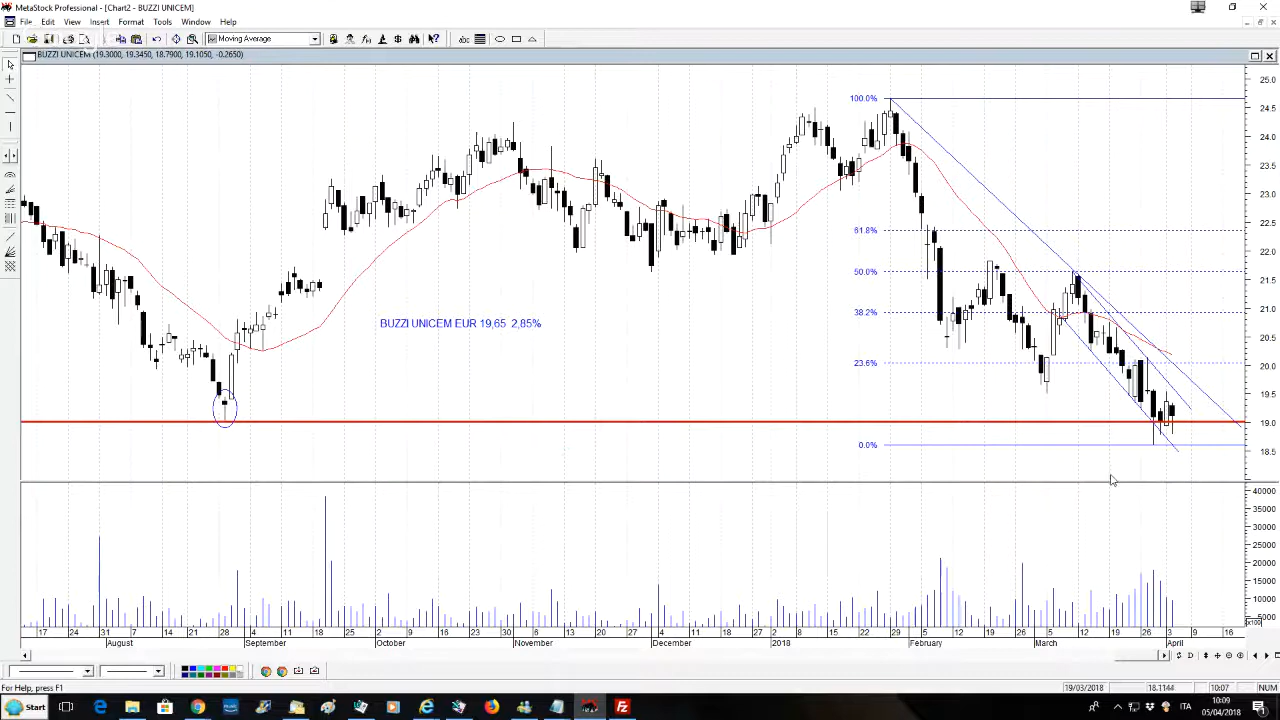 MetaStock Professional - [Chart2 - BUZZI UNICEM]
File Edit View Insert Format Tools Window Help
Moving Average
BUZZI UNICEM (19.3000, 19.3450, 18.7900, 19.1050, -0.2650)
100.0%
61.8%
50.0%
38.2%
23.6%
0.0%
BUZZI UNICEM EUR 19,65 2,85%
25.0
24.5
24.0
23.5
23.0
22.5
22.0
21.5
21.0
20.5
20.0
19.5
19.0
18.5
40000
35000
30000
25000
20000
15000
10000
5000
x100
17 24 31 7 14 21 28 4 11 18 25 2 9 16 23 30 6 13 20 27 4 11 18 27 2 8 15 22 29 5 12 19 26 5 12 19 26 3 9 16
August September October November December 2018 February March April
For Help, press F1
19/03/2018 18.1144 10:07 NUM
Start
ITA
10:09
05/04/2018